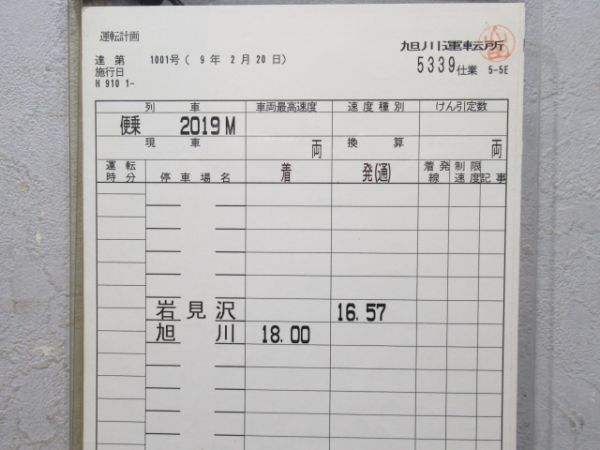 運転計画
旭川運転所
達第 1001号 ( 9年 2月20日)
5339仕業 5-5E
施行日
H 910 1-
列車 車両最高速度 速度種別 けん引定数
便乗 2019M
現車 両 換算 両
運転時分 停車場名 着 発(通) 着発線 制限速度 記事
岩見沢 16.57
旭川 18.00